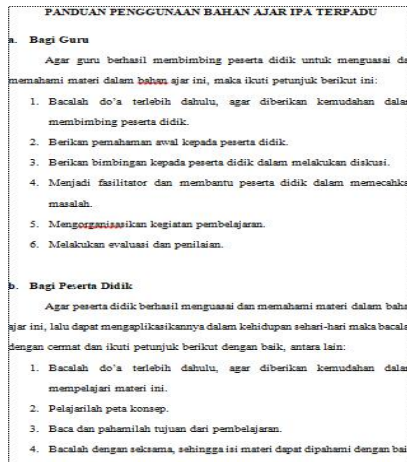 PANDUAN PENGGUNAAN BAHAN AJAR IPA TERPADU
a. Bagi Guru
Agar guru berhasil membimbing peserta didik untuk menguasai da
memahami materi dalam bahan ajar ini, maka ikuti petunjuk berikut ini:
1. Bacalah do'a terlebih dahulu, agar diberikan kemudahan dala
membimbing peserta didik.
2. Berikan pemahaman awal kepada peserta didik.
3. Berikan bimbingan kepada peserta didik dalam melakukan diskusi.
4. Menjadi fasilitator dan membantu peserta didik dalam memecahka
masalah.
5. Mengorganisasikan kegiatan pembelajaran.
6. Melakukan evaluasi dan penilaian.
b. Bagi Peserta Didik
Agar peserta didik berhasil menguasai dan memahami materi dalam baha
ajar ini, lalu dapat mengaplikasikannya dalam kehidupan sehari-hari maka bacala
dengan cermat dan ikuti petunjuk berikut dengan baik, antara lain:
1. Bacalah do'a terlebih dahulu, agar diberikan kemudahan dala
mempelajari materi ini.
2. Pelajarilah peta konsep.
3. Baca dan pahamilah tujuan dari pembelajaran.
4. Bacalah dengan seksama, sehingga isi materi dapat dipahami dengan bai